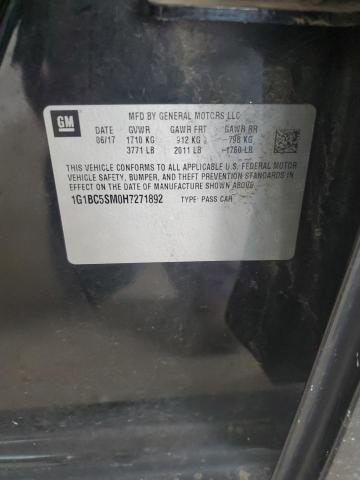 GM
MFD BY GENERAL MOTORS LLC
DATE GVWR GAWR FRT GAWR RR
06/17 1710 KG 912 KG 798 KG
3771 LB 2011 LB 1760 LB
THIS VEHICLE CONFORMS TO ALL APPLICABLE U.S. FEDERAL MOTOR
VEHICLE SAFETY, BUMPER, AND THEFT PREVENTION STANDARDS IN
EFFECT ON THE DATE OF MANUFACTURE SHOWN ABOVE.
1G1BC5SM0H7271892 TYPE: PASS CAR